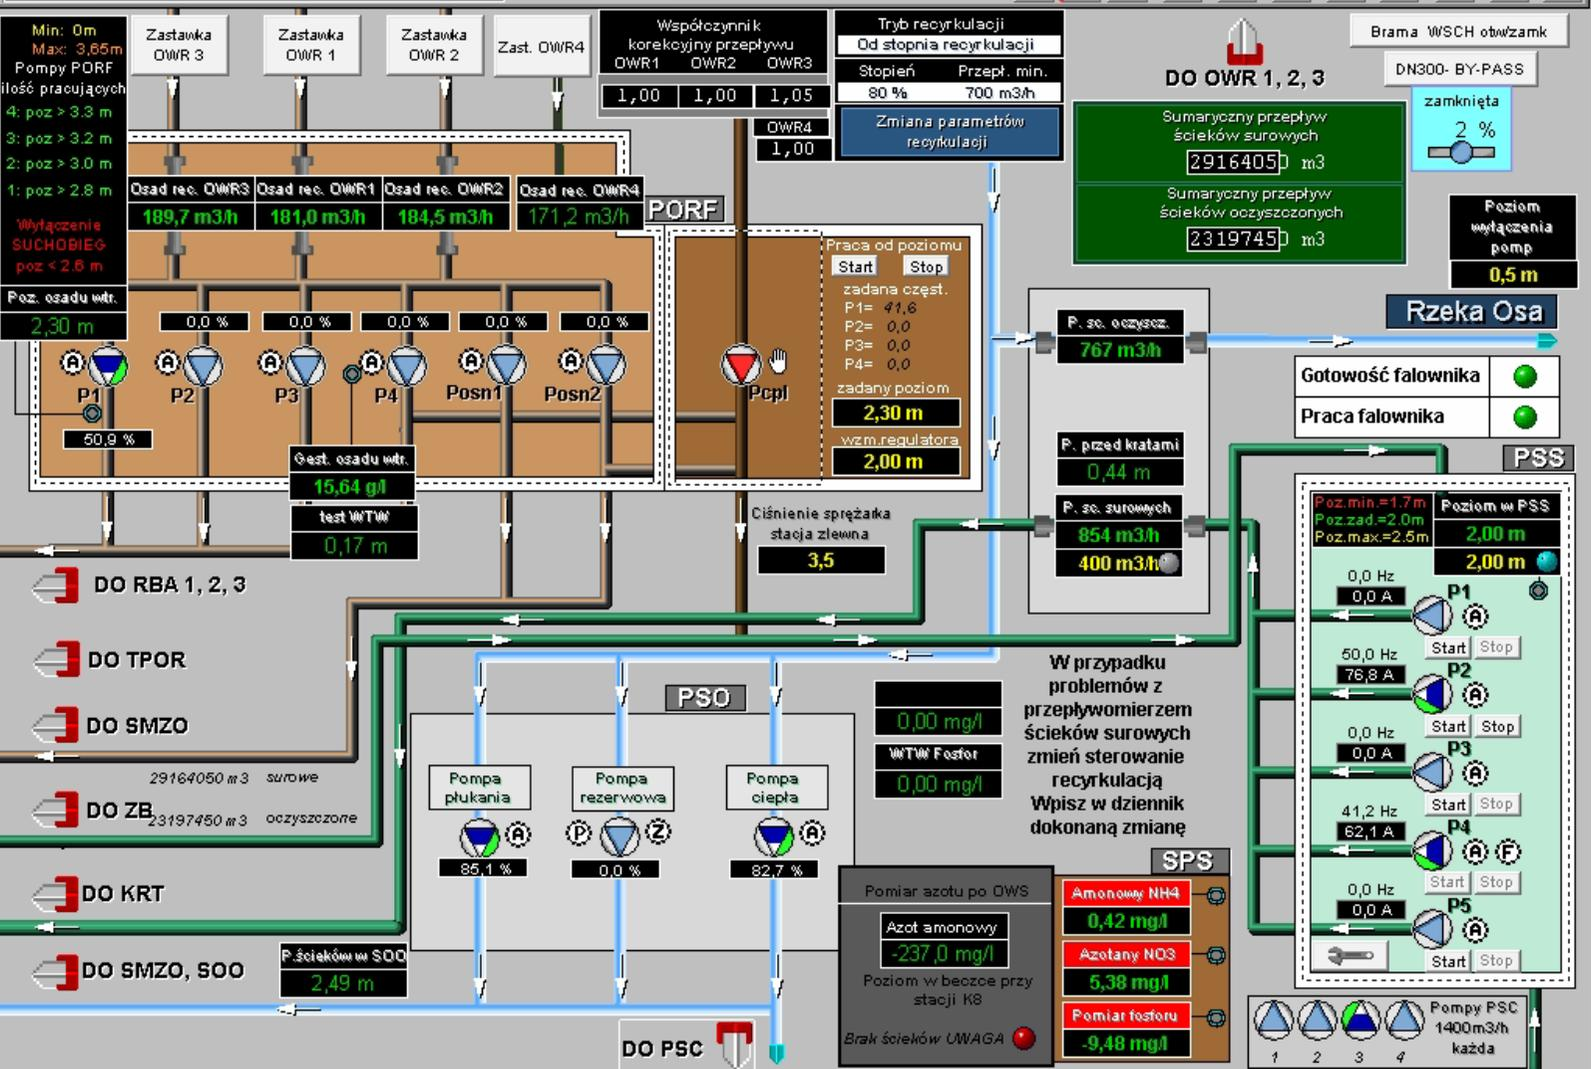 Min: 0m
Max: 3,65m
Pompy PORF
ilość pracujących
4: poz > 3.3 m
3: poz > 3.2 m
2: poz > 3.0 m
1: poz > 2.8 m
Wyłączenie
SUCHOBIEG
poz < 2.6 m
Poz. osadu wtr.
2,30 m
Zastawka
OWR 3
Zastawka
OWR 1
Zastawka
OWR 2
Zast. OWR4
Współczynnik
korekcyjny przepływu
OWR1 OWR2 OWR3
1,00 1,00 1,05
OWR4
1,00
Tryb recyrkulacji
Od stopnia recyrkulacji
Stopień Przepł. min.
80 % 700 m3/h
Zmiana parametrów
recyrkulacji
DO OWR 1, 2, 3
Sumaryczny przepływ
ścieków surowych
29164050 m3
Sumaryczny przepływ
ścieków oczyszczonych
23197450 m3
Brama WSCH otw/zamk
DN300- BY-PASS
zamknięta
2 %
Poziom
wyłączenia
pomp
0,5 m
Rzeka Osa
Gotowość falownika
Praca falownika
Osad rec. OWR3 Osad rec. OWR1 Osad rec. OWR2 Osad rec. OWR4
189,7 m3/h 181,0 m3/h 184,5 m3/h 171,2 m3/h
PORF
0,0 % 0,0 % 0,0 % 0,0 % 0,0 %
A A A A A A
P1 P2 P3 P4 Posn1 Posn2 Pcpl
50,9 %
Gest. osadu wtr.
15,64 g/l
test WTW
0,17 m
Praca od poziomu
Start Stop
zadana częst.
P1= 41,6
P2= 0,0
P3= 0,0
P4= 0,0
zadany poziom
2,30 m
wzm.regulatora
2,00 m
Ciśnienie sprężarka
stacja zlewna
3,5
P. śc. oczyszcz.
767 m3/h
P. przed kratami
0,44 m
P. śc. surowych
854 m3/h
400 m3/h
PSS
Poz.min.=1.7m
Poz.zad.=2.0m
Poz.max.=2.5m
Poziom w PSS
2,00 m
2,00 m
0,0 Hz
0,0 A
P1
A
Start Stop
50,0 Hz
76,8 A
P2
A
Start Stop
0,0 Hz
0,0 A
P3
A
Start Stop
41,2 Hz
62,1 A
P4
A F
Start Stop
0,0 Hz
0,0 A
P5
A
Start Stop
DO RBA 1, 2, 3
DO TPOR
DO SMZO
29164050 m3 surowe
DO ZB
23197450 m3 oczyszczone
DO KRT
DO SMZO, SOO
P.ścieków w SOO
2,49 m
PSO
Pompa
płukania
A
85,1 %
Pompa
rezerwowa
P Z
0,0 %
Pompa
ciepła
A
82,7 %
0,00 mg/l
WTW Fosfor
0,00 mg/l
W przypadku
problemów z
przepływomierzem
ścieków surowych
zmień sterowanie
recyrkulacją
Wpisz w dziennik
dokonaną zmianę
Pomiar azotu po OWS
Azot amonowy
-237,0 mg/l
Poziom w beczce przy
stacji K8
Brak ścieków UWAGA
SPS
Amonowy NH4
0,42 mg/l
Azotany NO3
5,38 mg/l
Pomiar fosforu
-9,48 mg/l
DO PSC
Pompy PSC
1400m3/h
każda
1 2 3 4